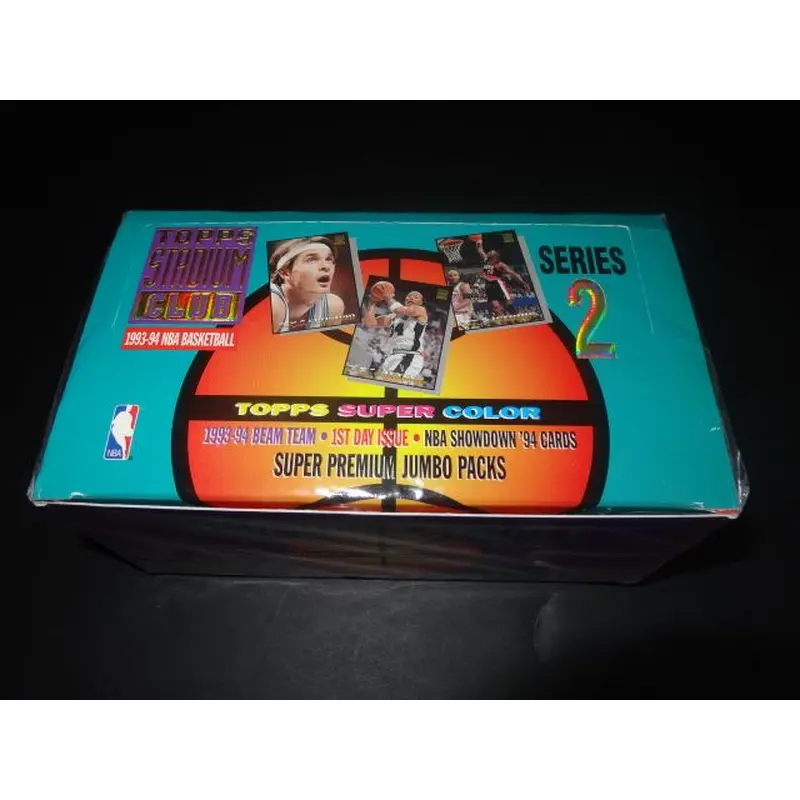 TOPPS
STADIUM
CLUB
1993-94 NBA BASKETBALL
SERIES
2
NBA
TOPPS SUPER COLOR
1993-94 BEAM TEAM • 1ST DAY ISSUE • NBA SHOWDOWN '94 CARDS
SUPER PREMIUM JUMBO PACKS